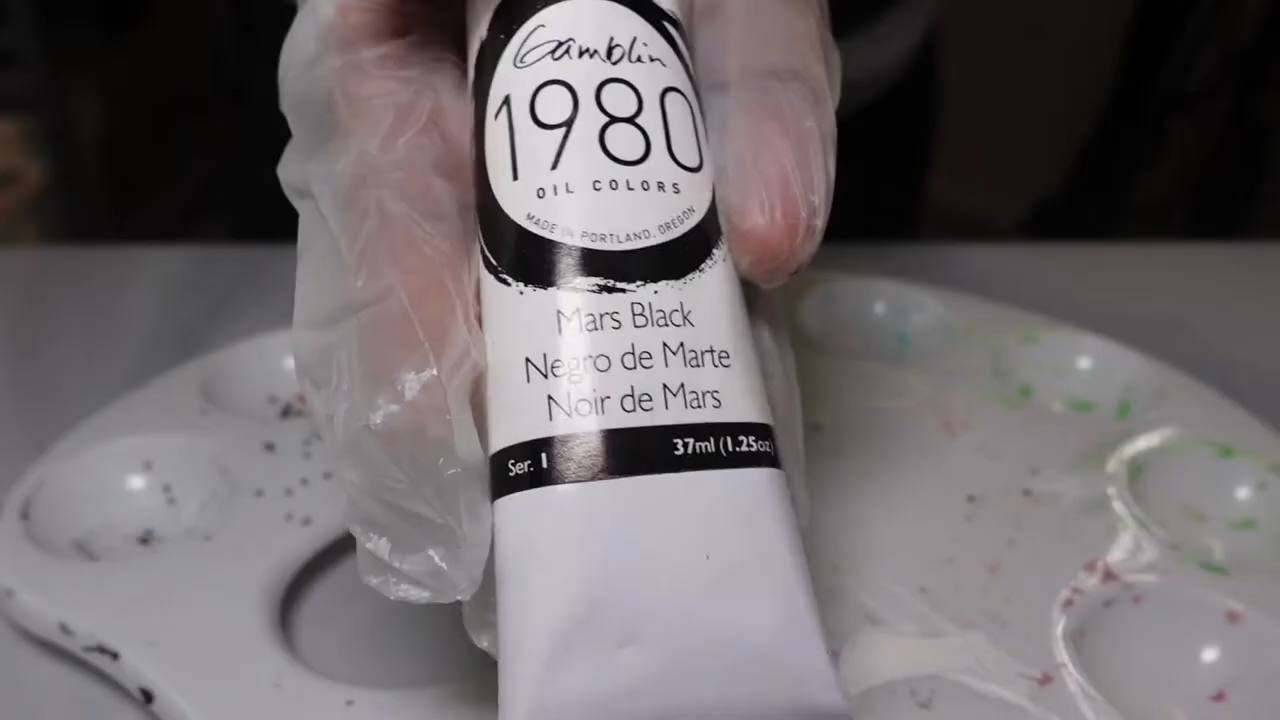 Gamblin
1980
OIL COLORS
MADE IN PORTLAND, OREGON
Mars Black
Negro de Marte
Noir de Mars
Ser. 1 37ml (1.25oz)